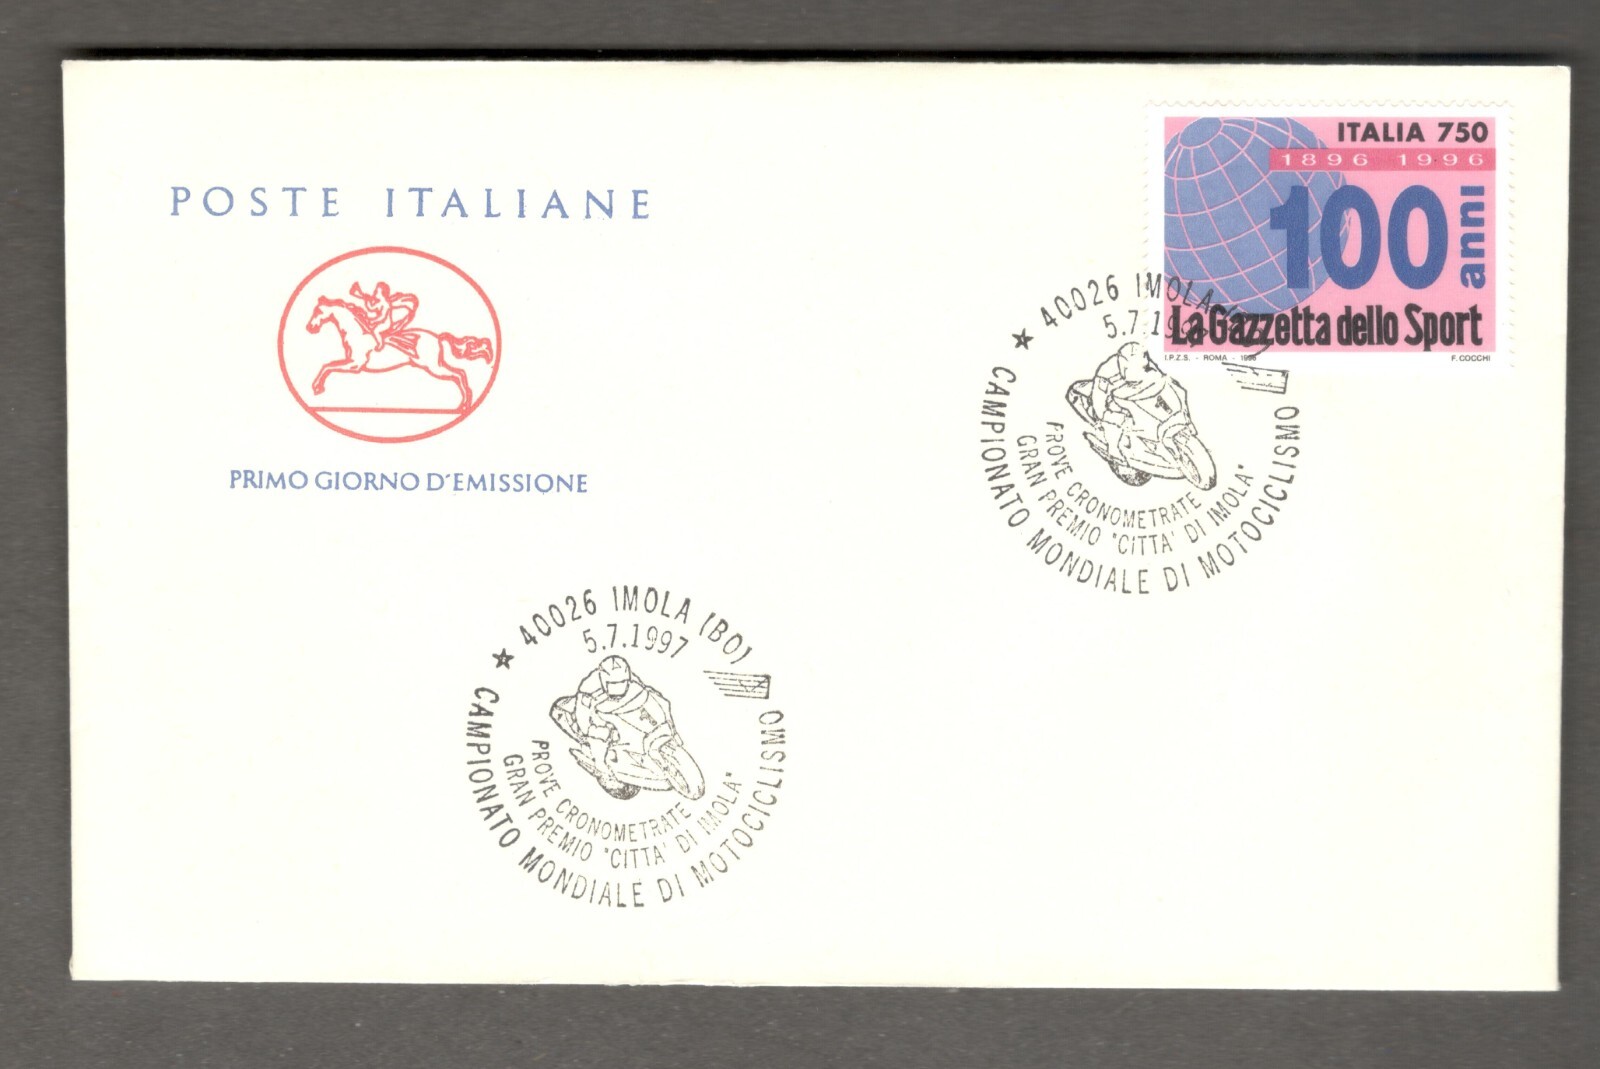 POSTE ITALIANE
PRIMO GIORNO D'EMISSIONE
ITALIA 750
1896 1996
100 anni
La Gazzetta dello Sport
I.P.Z.S. - ROMA - 1996
F. COCCHI
40026 IMOLA
5.7.1997
PROVE CRONOMETRATE
GRAN PREMIO "CITTA' DI IMOLA"
CAMPIONATO MONDIALE DI MOTOCICLISMO
40026 IMOLA (BO)
5.7.1997
PROVE CRONOMETRATE
GRAN PREMIO "CITTA' DI IMOLA"
CAMPIONATO MONDIALE DI MOTOCICLISMO